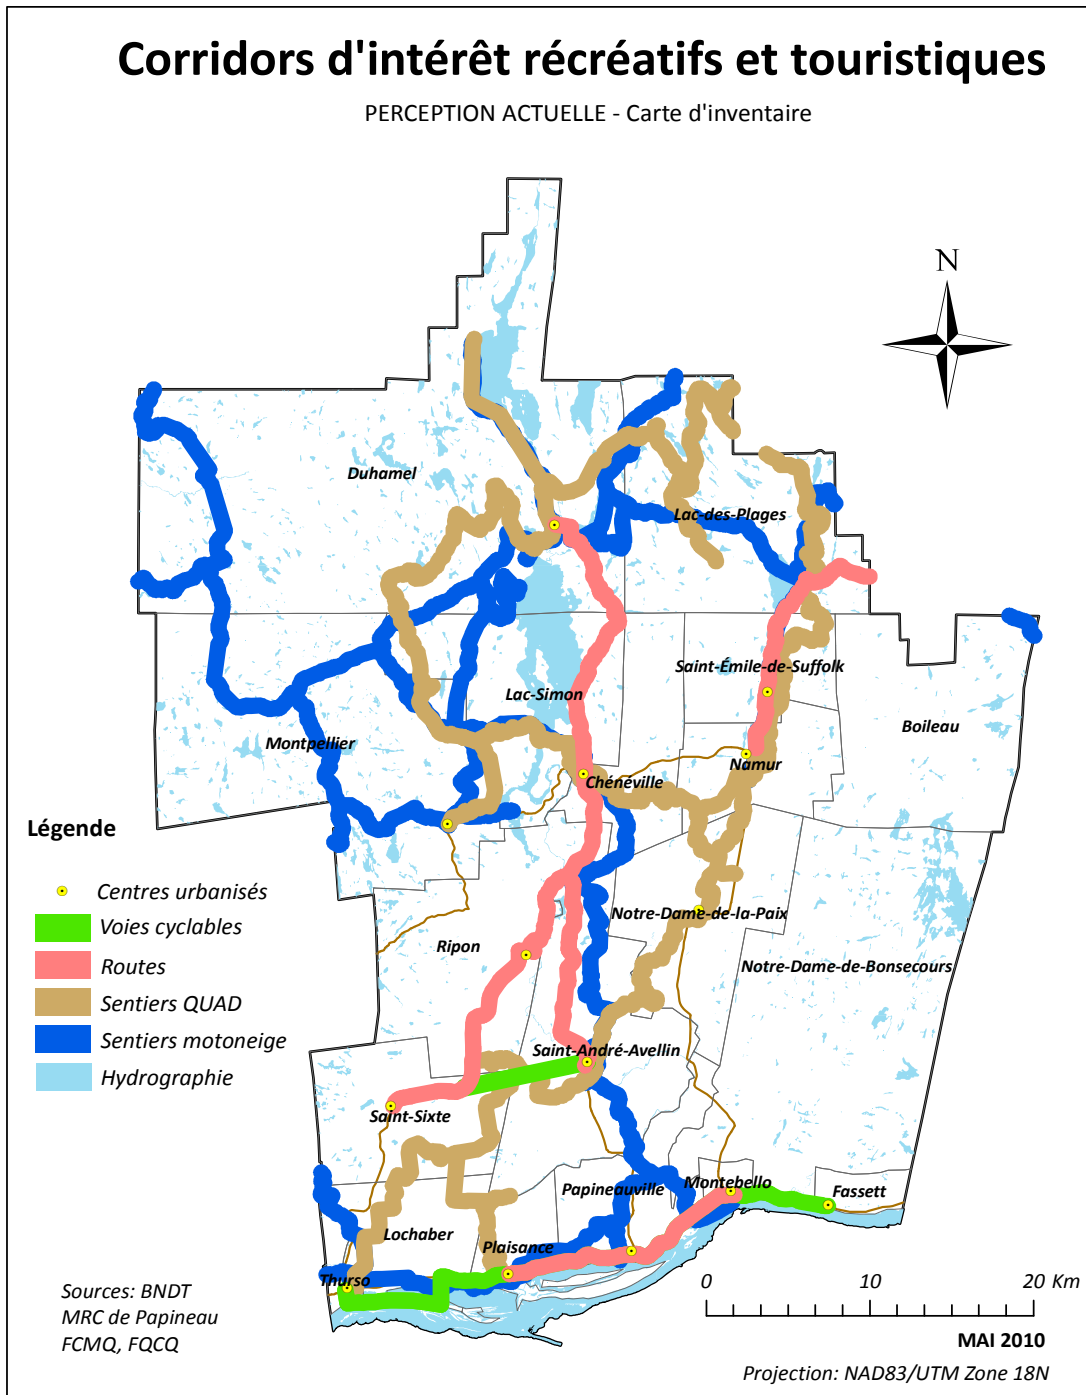 Corridors d'intérêt récréatifs et touristiques
PERCEPTION ACTUELLE - Carte d'inventaire
N
Duhamel
Lac-des-Plages
Saint-Émile-de-Suffolk
Lac-Simon
Boileau
Montpellier
Namur
Chénéville
Légende
Centres urbanisés
Voies cyclables
Routes
Sentiers QUAD
Sentiers motoneige
Hydrographie
Notre-Dame-de-la-Paix
Ripon
Notre-Dame-de-Bonsecours
Saint-André-Avellin
Saint-Sixte
Montebello
Papineauville
Fassett
Lochaber
Plaisance
Thurso
Sources: BNDT
MRC de Papineau
FCMQ, FQCQ
0 10 20 Km
MAI 2010
Projection: NAD83/UTM Zone 18N